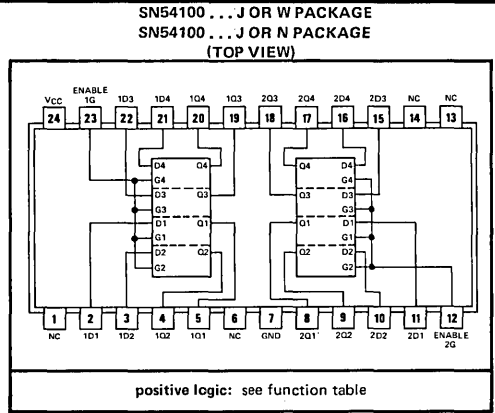 SN54100 . . . J OR W PACKAGE
SN54100 . . . J OR N PACKAGE
(TOP VIEW)
VCC ENABLE 1G 1D3 1D4 1Q4 1Q3 2Q3 2Q4 2D4 2D3 NC NC
24 23 22 21 20 19 18 17 16 15 14 13
D4 Q4 Q4 D4
G4 G4
D3 Q3 Q3 D3
G3 G3
D1 Q1 Q1 D1
G1 G1
D2 Q2 Q2 D2
G2 G2
1 2 3 4 5 6 7 8 9 10 11 12
NC 1D1 1D2 1Q2 1Q1 NC GND 2Q1 2Q2 2D2 2D1 ENABLE 2G
positive logic: see function table